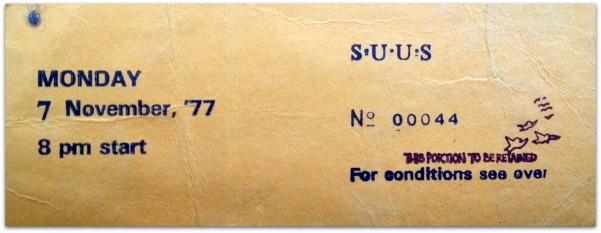 MONDAY
7 November, '77
8 pm start
S·U·U·S
Nº 00044
THIS PORTION TO BE RETAINED
For conditions see over